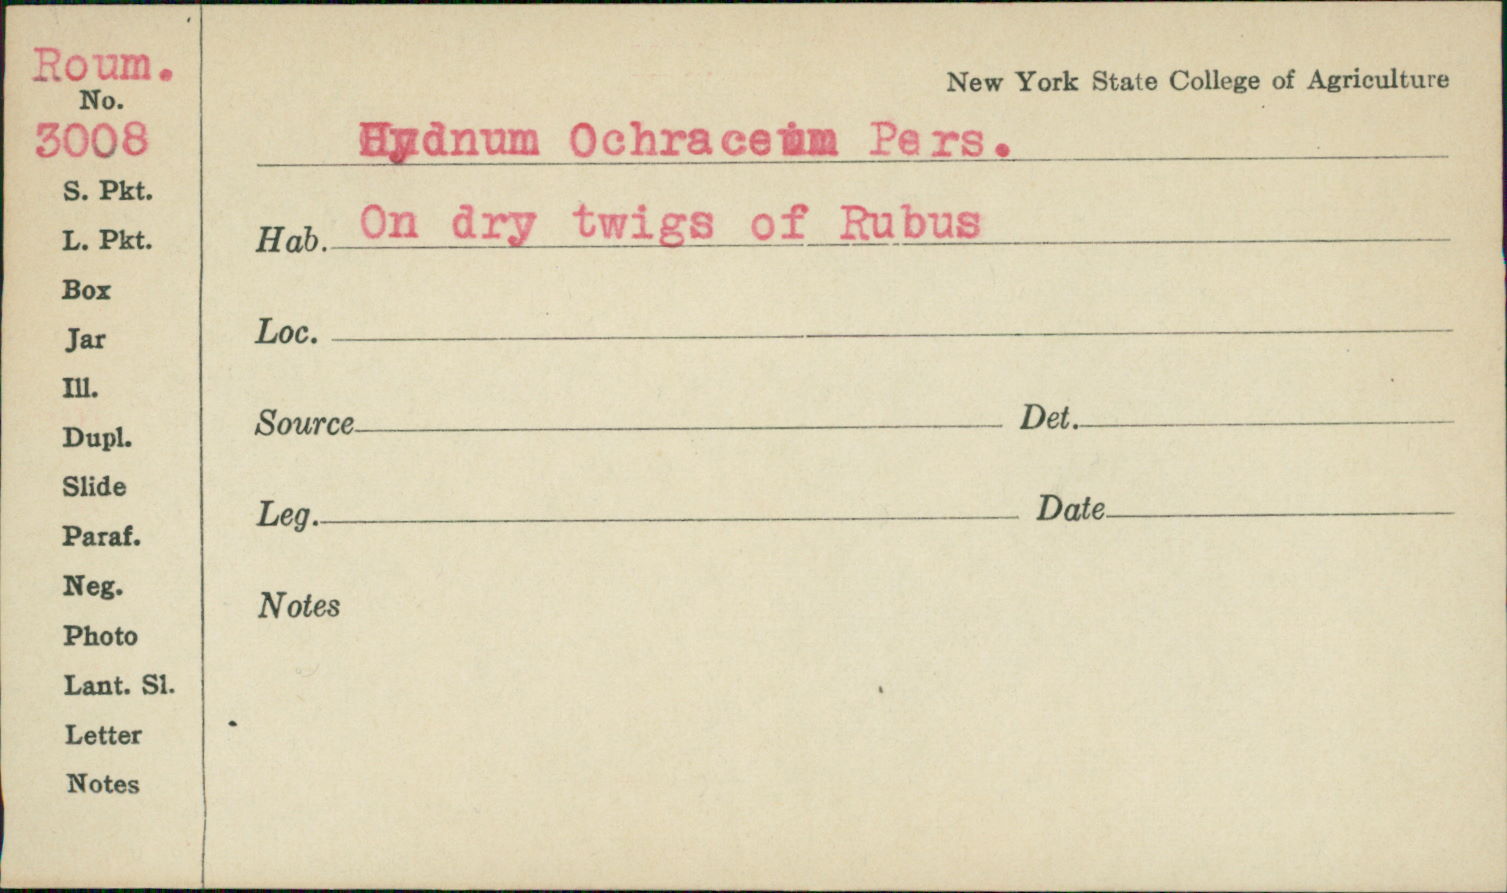 Roum.
No.
3008
S. Pkt.
L. Pkt.
Box
Jar
Ill.
Dupl.
Slide
Paraf.
Neg.
Photo
Lant. Sl.
Letter
Notes
New York State College of Agriculture
Hydnum Ochraceum Pers.
Hab. On dry twigs of Rubus
Loc.
Source Det.
Leg. Date
Notes